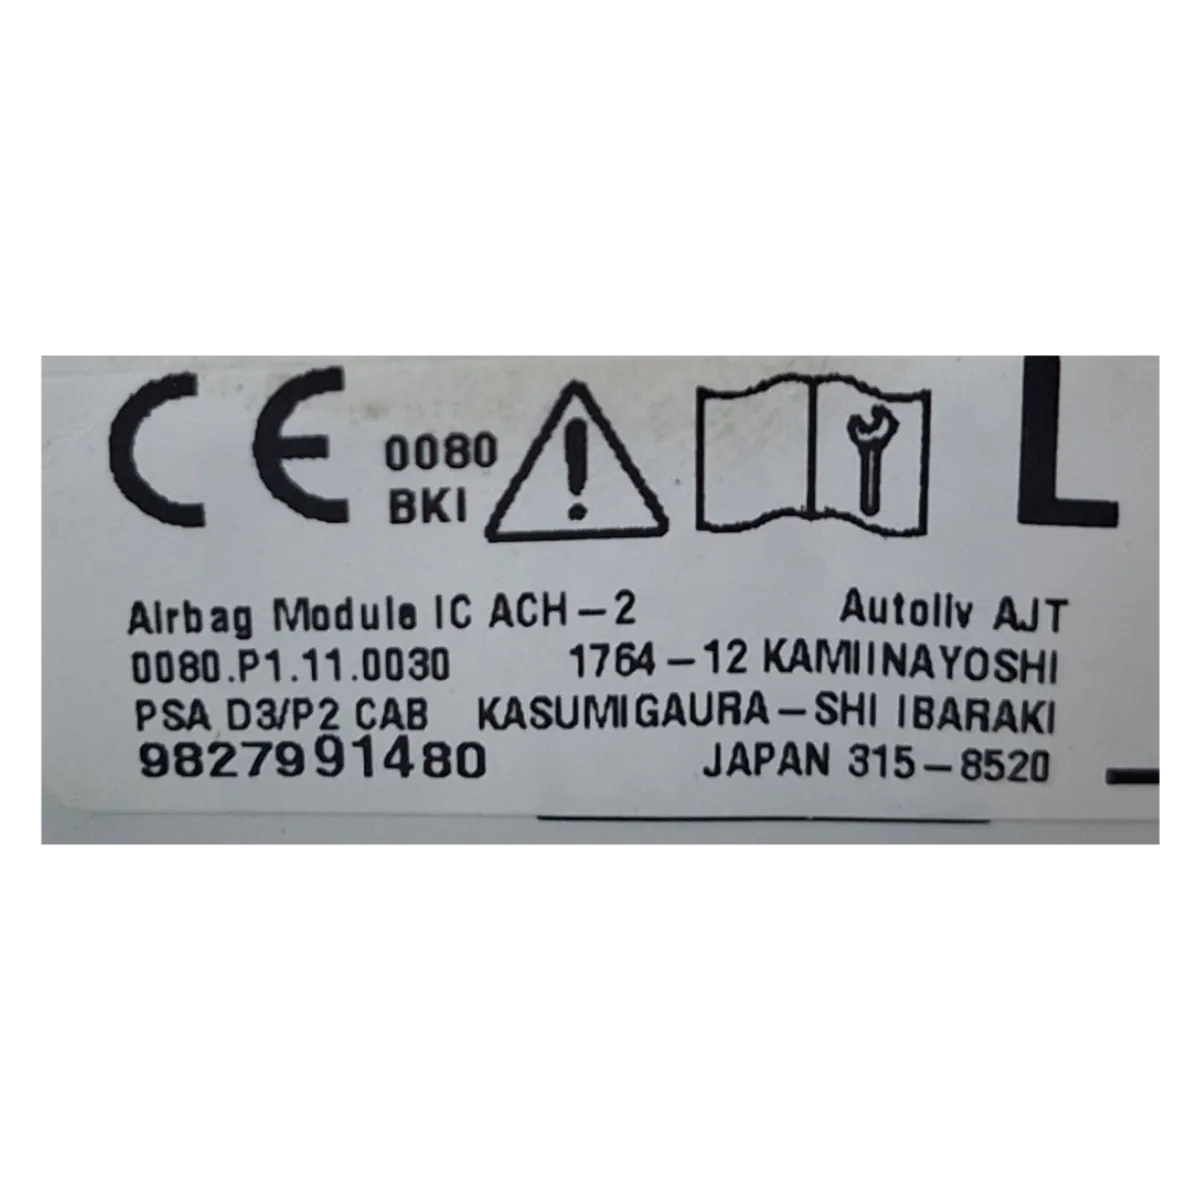 CE 0080 L
BKI
Airbag Module IC ACH-2 Autoliv AJT
0080.P1.11.0030 1764-12 KAMIINAYOSHI
PSA D3/P2 CAB KASUMIGAURA-SHI IBARAKI
9827991480 JAPAN 315-8520